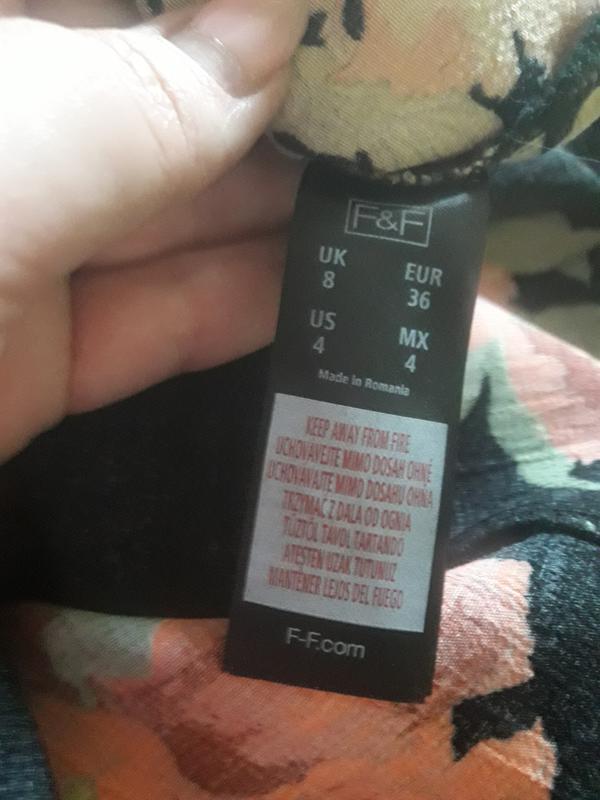 F&F
UK
8
EUR
36
US
4
MX
4
Made in Romania
KEEP AWAY FROM FIRE
UCHOVÁVEJTE MIMO DOSAH OHNĚ
UCHOVÁVAJTE MIMO DOSAHU OHŇA
TRZYMAĆ Z DALA OD OGNIA
TŰZTŐL TÁVOL TARTANDÓ
ATEŞTEN UZAK TUTUNUZ
MANTENER LEJOS DEL FUEGO
F-F.com